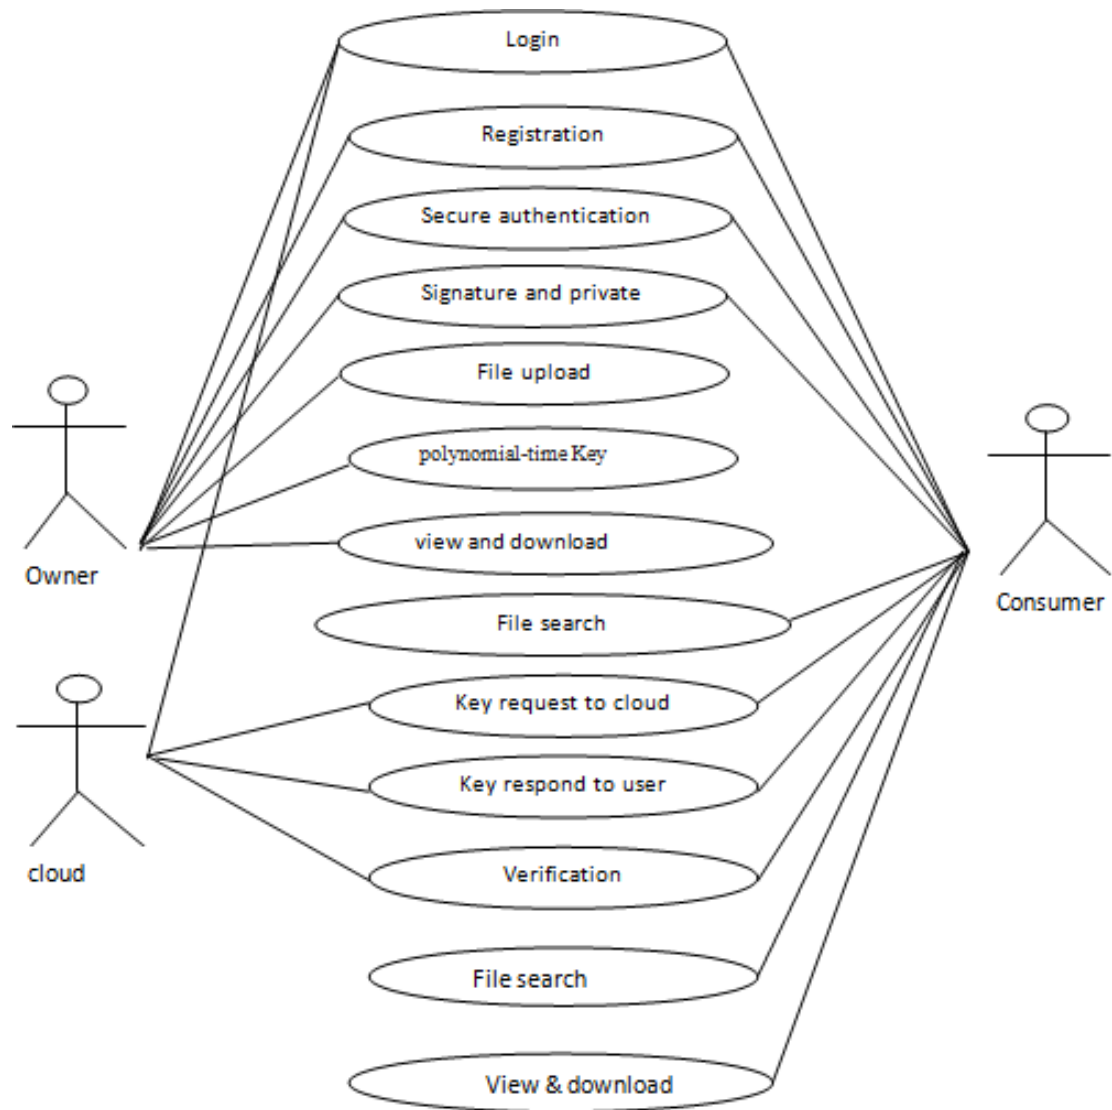 Login
Registration
Secure authentication
Signature and private
File upload
polynomial-time Key
view and download
Owner
Consumer
File search
Key request to cloud
Key respond to user
cloud
Verification
File search
View & download